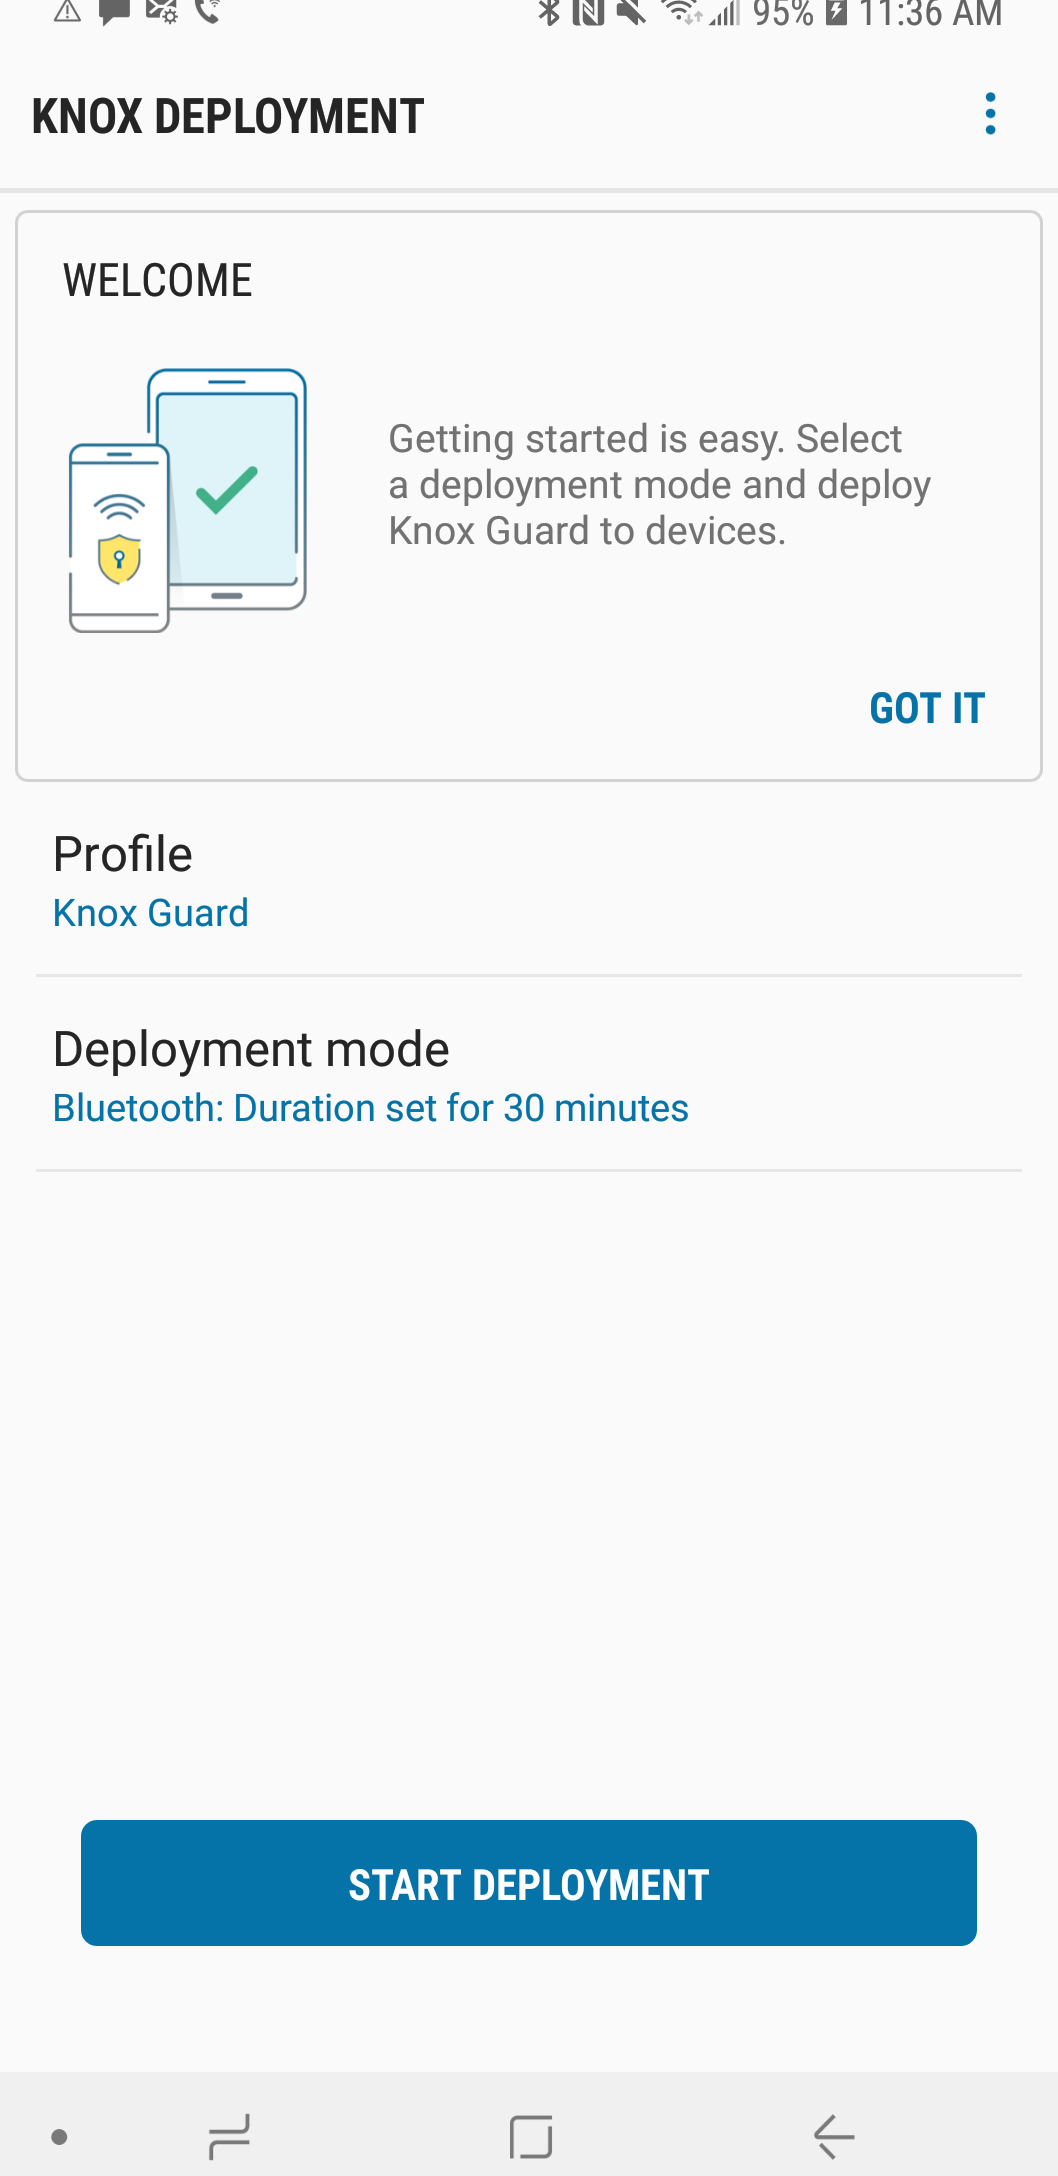 95% 11:36 AM
KNOX DEPLOYMENT
WELCOME
Getting started is easy. Select
a deployment mode and deploy
Knox Guard to devices.
GOT IT
Profile
Knox Guard
Deployment mode
Bluetooth: Duration set for 30 minutes
START DEPLOYMENT